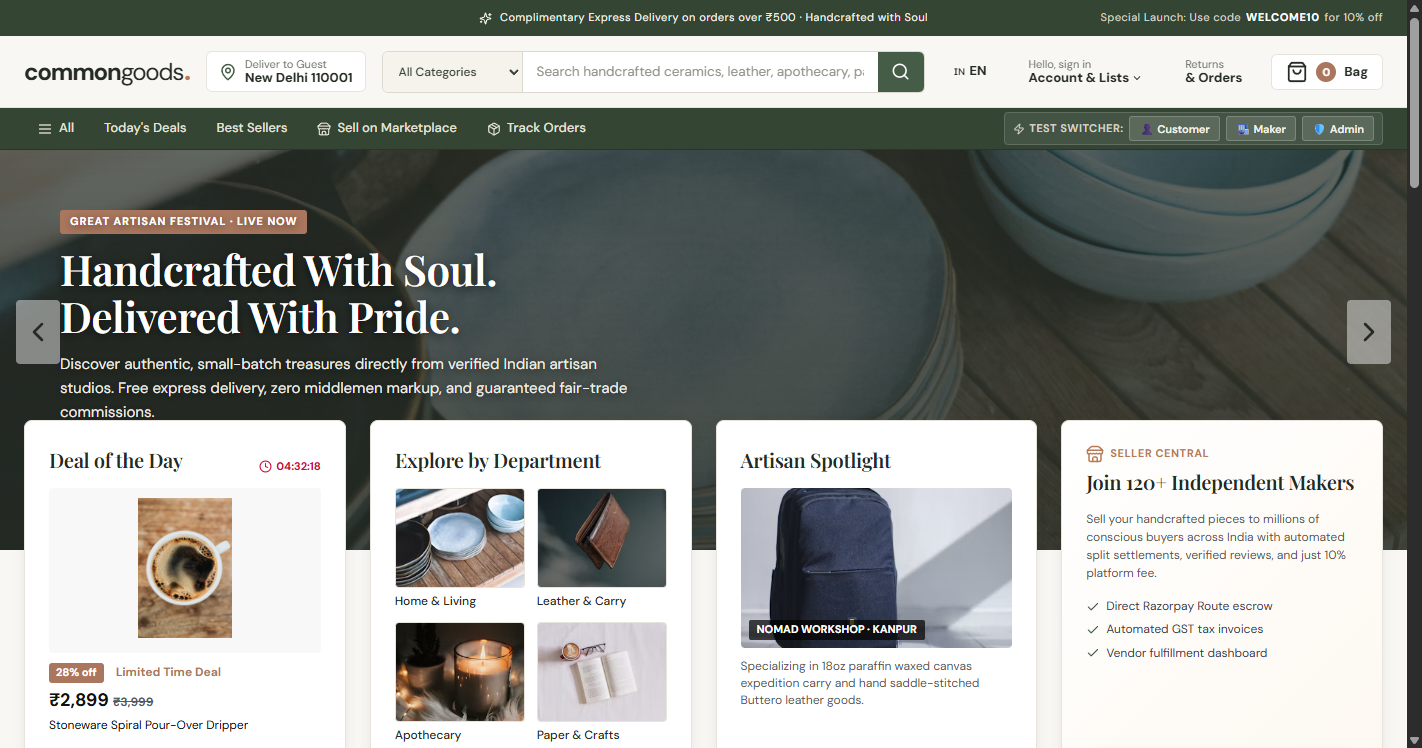 Complimentary Express Delivery on orders over ₹500 · Handcrafted with Soul
Special Launch: Use code WELCOME10 for 10% off
commongoods.
Deliver to Guest
New Delhi 110001
All Categories
Search handcrafted ceramics, leather, apothecary, pa
IN EN
Hello, sign in
Account & Lists
Returns
& Orders
0 Bag
All
Today's Deals
Best Sellers
Sell on Marketplace
Track Orders
TEST SWITCHER:
Customer
Maker
Admin
GREAT ARTISAN FESTIVAL · LIVE NOW
Handcrafted With Soul.
Delivered With Pride.
Discover authentic, small-batch treasures directly from verified Indian artisan
studios. Free express delivery, zero middlemen markup, and guaranteed fair-trade
commissions.
Deal of the Day
04:32:18
28% off
Limited Time Deal
₹2,899 ₹3,999
Stoneware Spiral Pour-Over Dripper
Explore by Department
Home & Living
Leather & Carry
Apothecary
Paper & Crafts
Artisan Spotlight
NOMAD WORKSHOP · KANPUR
Specializing in 18oz paraffin waxed canvas
expedition carry and hand saddle-stitched
Buttero leather goods.
SELLER CENTRAL
Join 120+ Independent Makers
Sell your handcrafted pieces to millions of
conscious buyers across India with automated
split settlements, verified reviews, and just 10%
platform fee.
Direct Razorpay Route escrow
Automated GST tax invoices
Vendor fulfillment dashboard